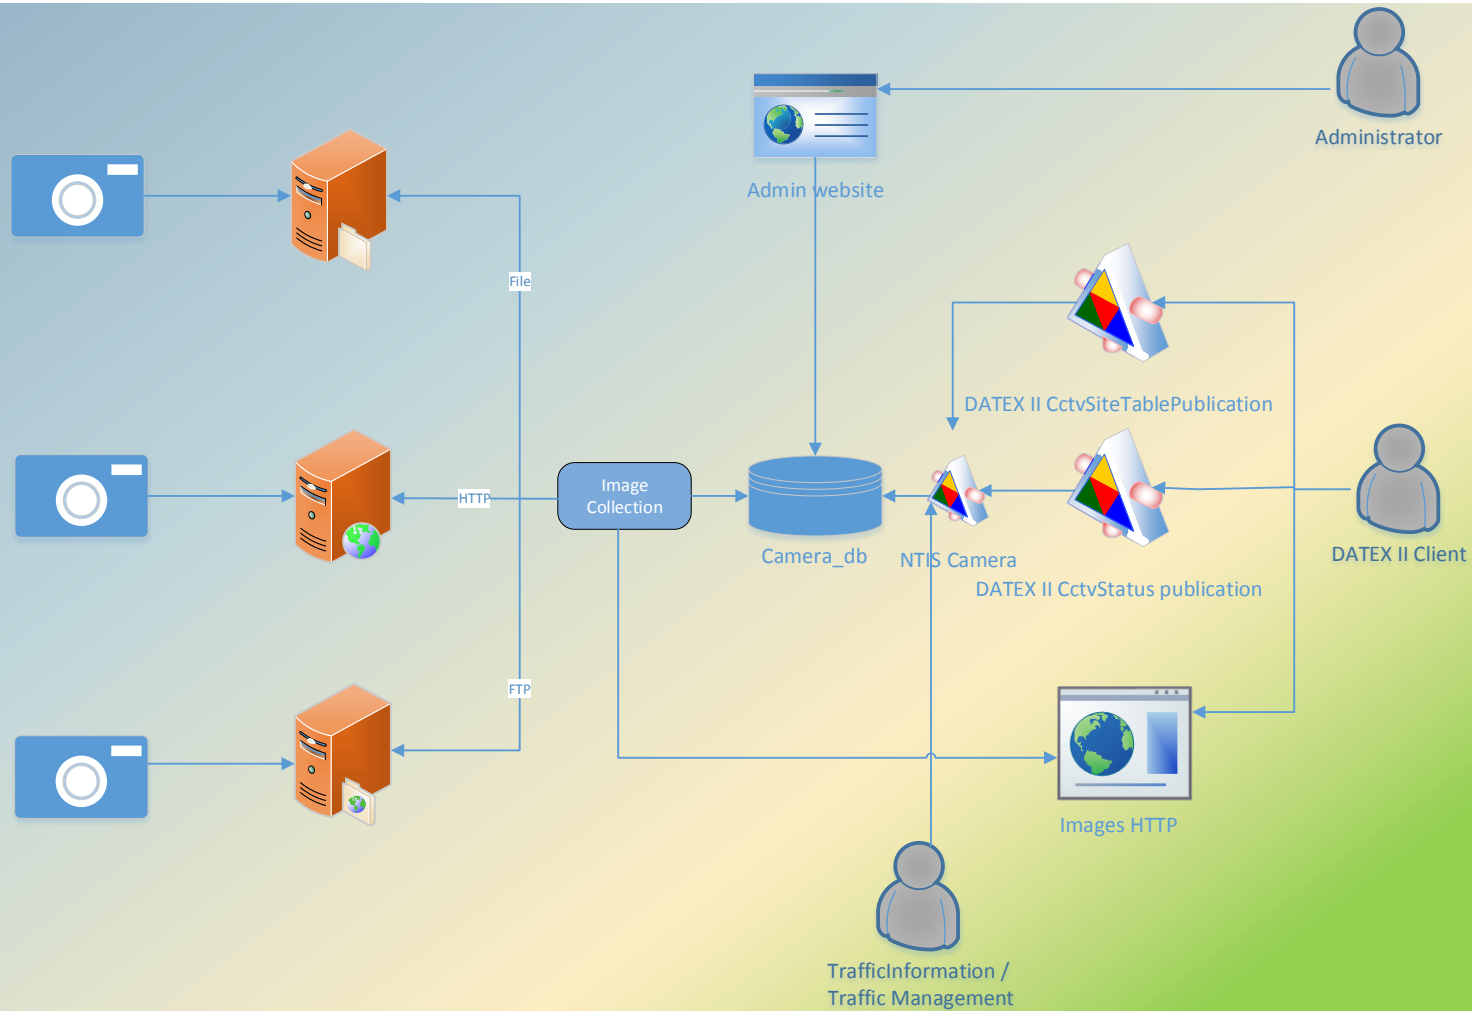 Administrator
Admin website
File
DATEX II CctvSiteTablePublication
HTTP
Image
Collection
Camera_db
NTIS Camera
DATEX II Client
DATEX II CctvStatus publication
FTP
Images HTTP
TrafficInformation /
Traffic Management